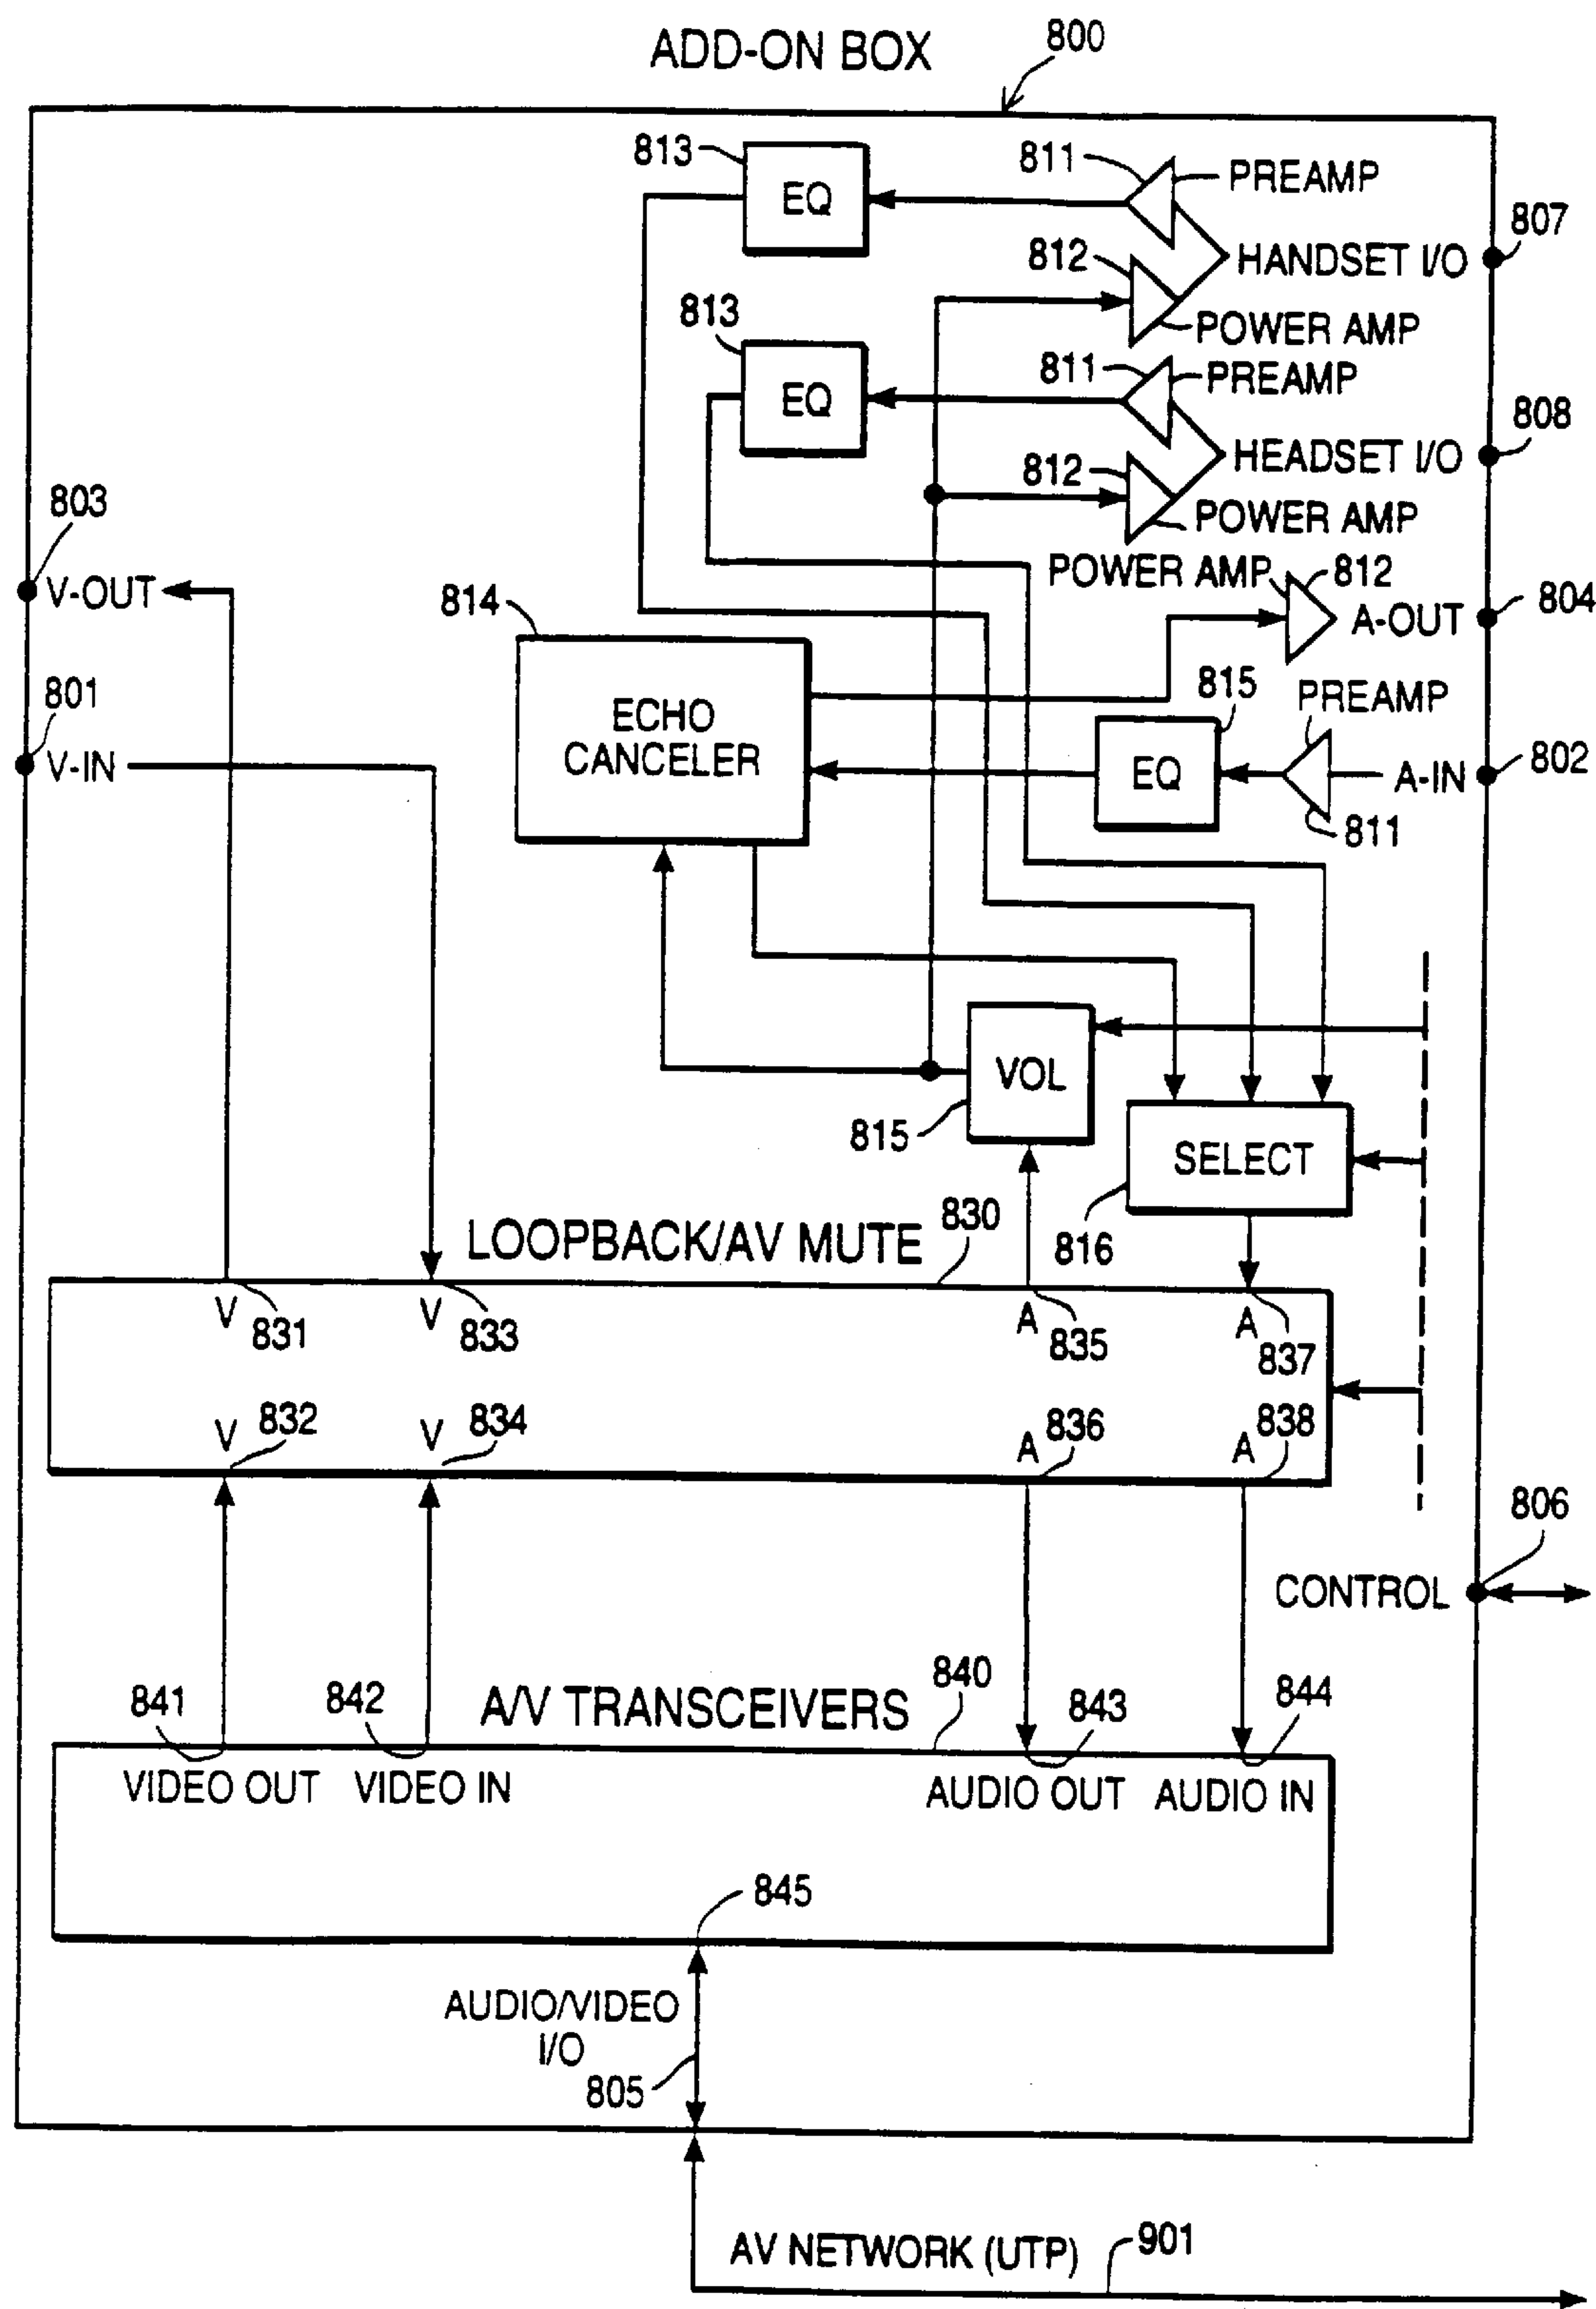 ADD-ON BOX
800
813
EQ
811
PREAMP
807
812
HANDSET I/O
POWER AMP
813
EQ
811
PREAMP
808
812
HEADSET I/O
POWER AMP
803
V-OUT
POWER AMP
812
814
A-OUT
804
801
V-IN
ECHO
CANCELER
815
PREAMP
EQ
A-IN
802
811
VOL
815
SELECT
816
LOOPBACK/AV MUTE
830
V
831
V
833
A
835
A
837
V
832
V
834
A
836
A
838
806
CONTROL
A/V TRANSCEIVERS
840
841
842
843
844
VIDEO OUT
VIDEO IN
AUDIO OUT
AUDIO IN
845
AUDIO/VIDEO
I/O
805
AV NETWORK (UTP)
901